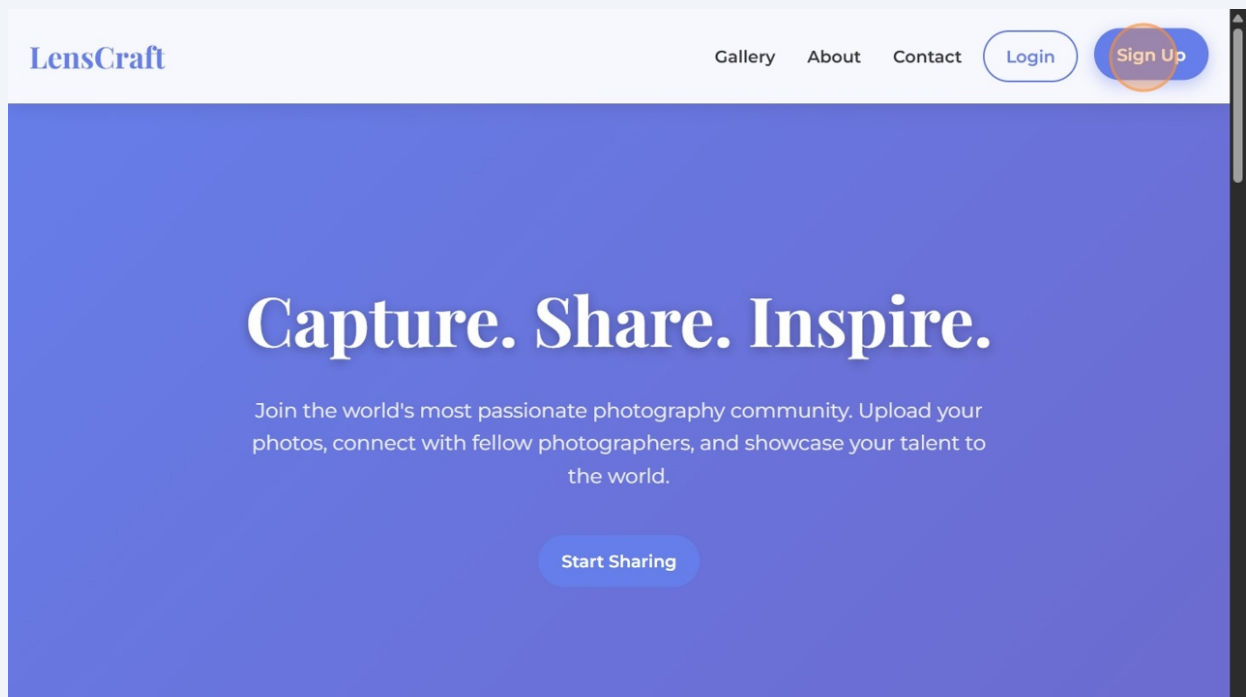 LensCraft
Gallery
About
Contact
Login
Sign Up
Capture. Share. Inspire.
Join the world's most passionate photography community. Upload your
photos, connect with fellow photographers, and showcase your talent to
the world.
Start Sharing